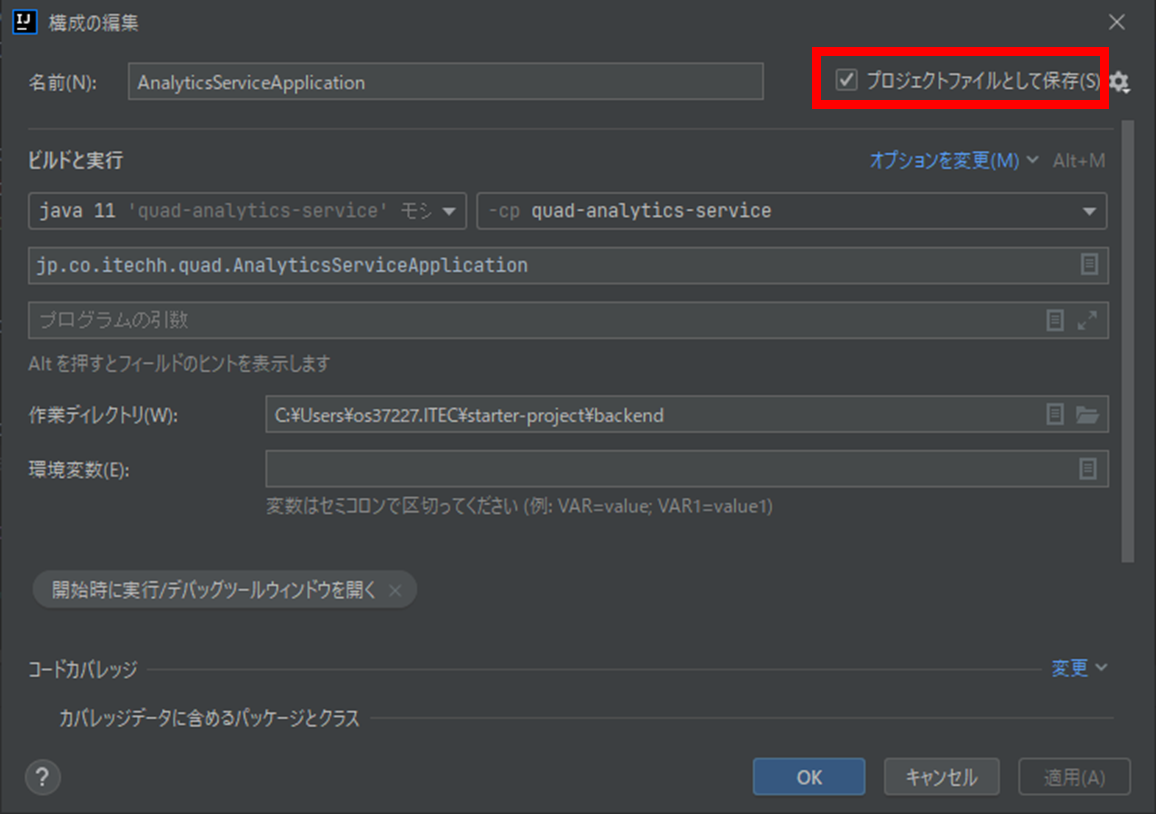 IJ
構成の編集
名前(N): AnalyticsServiceApplication プロジェクトファイルとして保存(S)
ビルドと実行 オプションを変更(M) Alt+M
java 11 'quad-analytics-service' モジ -cp quad-analytics-service
jp.co.itechh.quad.AnalyticsServiceApplication
プログラムの引数
Alt を押すとフィールドのヒントを表示します
作業ディレクトリ(W): C:¥Users¥os37227.ITEC¥starter-project¥backend
環境変数(E):
変数はセミコロンで区切ってください (例: VAR=value; VAR1=value1)
開始時に実行/デバッグツールウィンドウを開く ×
コードカバレッジ 変更
カバレッジデータに含めるパッケージとクラス
? OK キャンセル 適用(A)